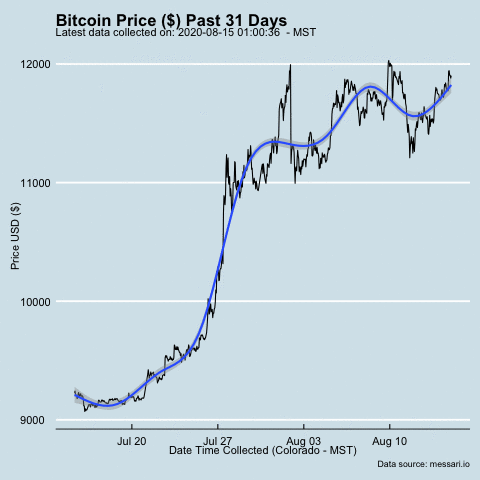 Bitcoin Price ($) Past 31 Days
Latest data collected on: 2020-08-15 01:00:36 - MST
12000
11000
10000
9000
Price USD ($)
Jul 20 Jul 27 Aug 03 Aug 10
Date Time Collected (Colorado - MST)
Data source: messari.io